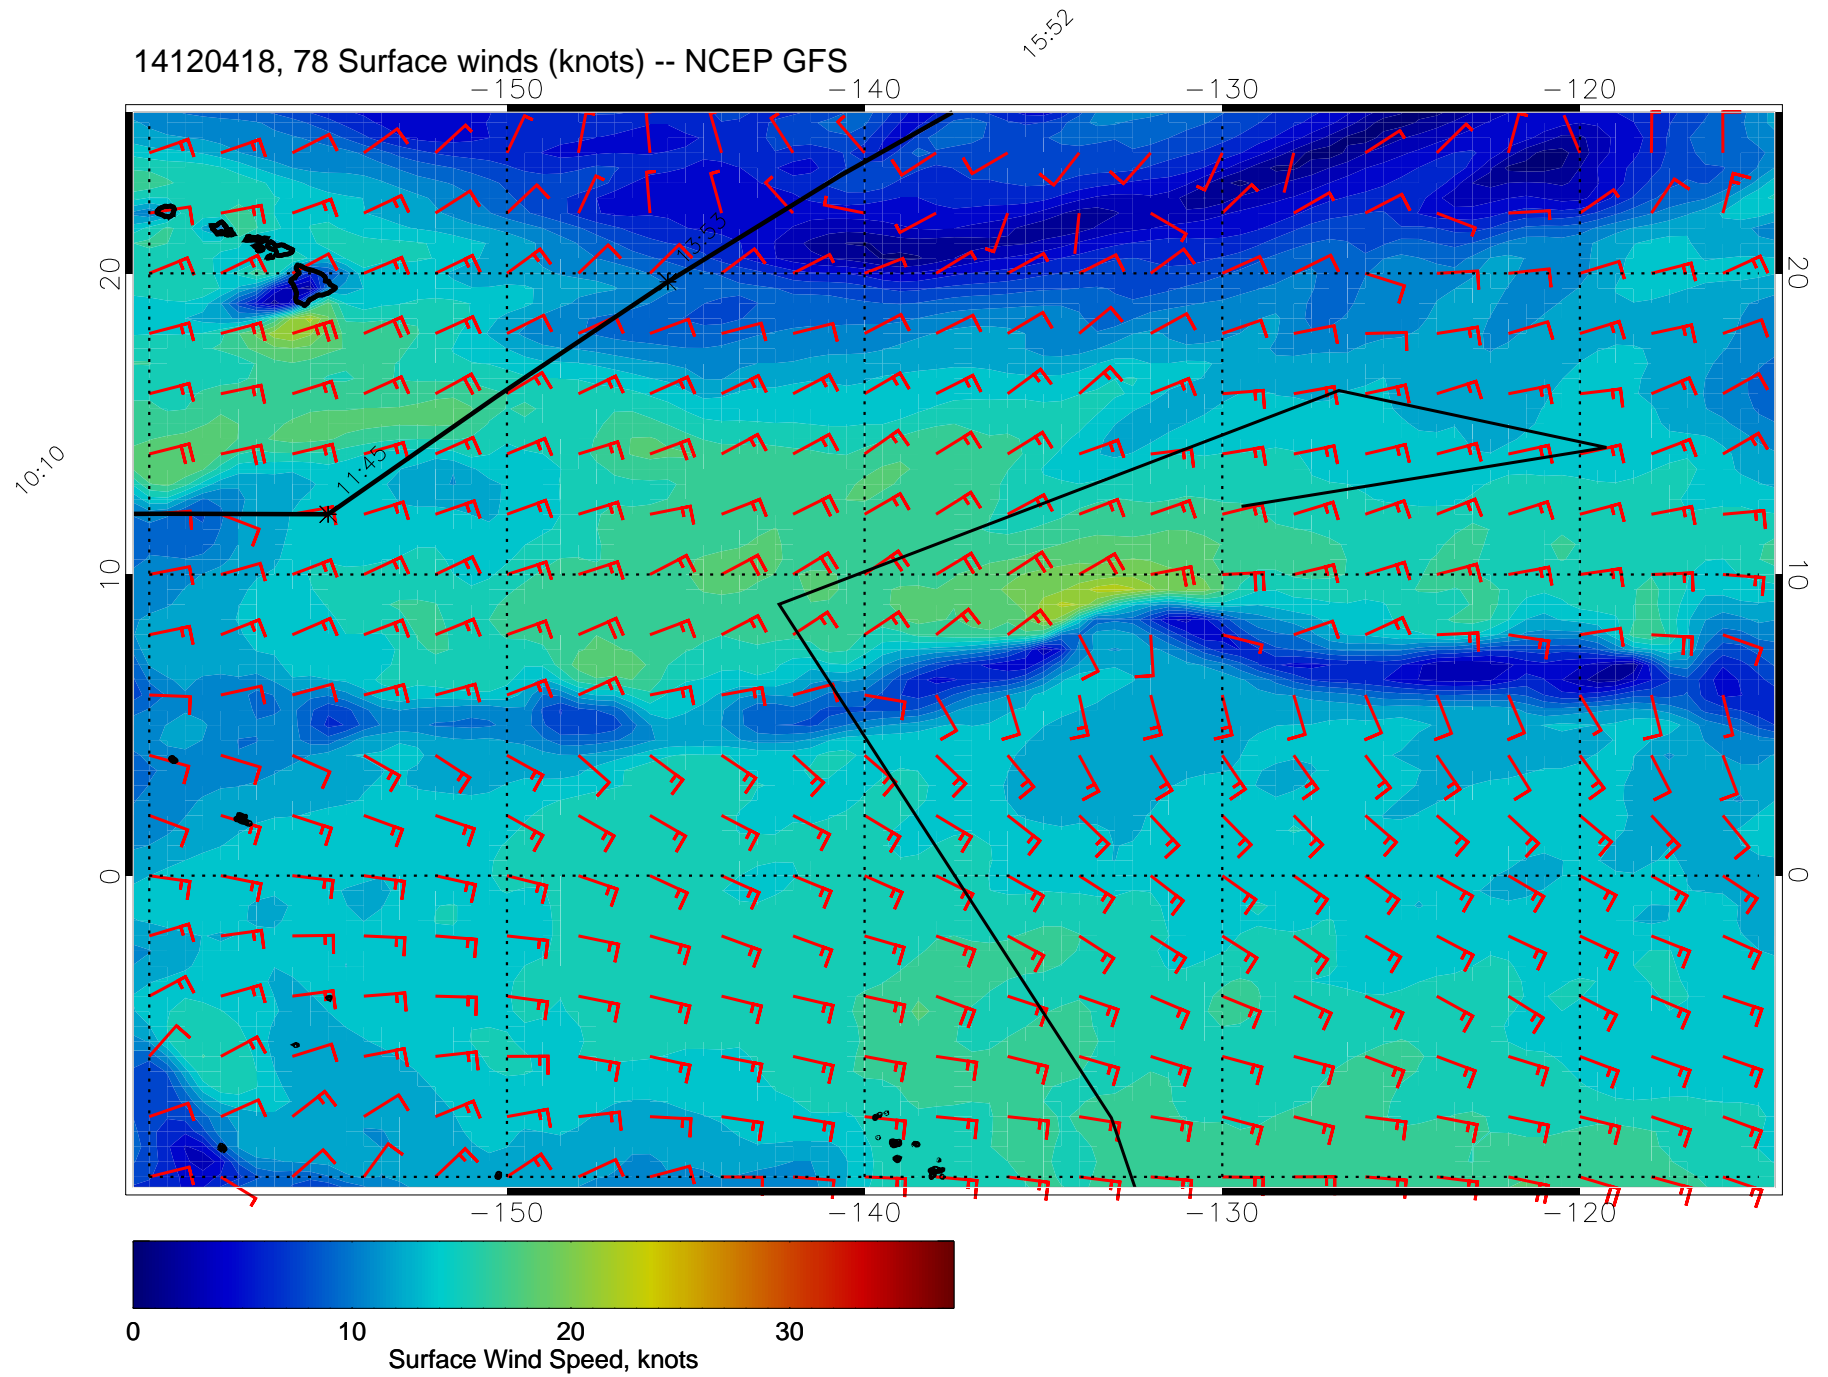 15:52
14120418, 78 Surface winds (knots) -- NCEP GFS
-150 -140 -130 -120
13:53
20 20
11:45
10:10
10 10
0 0
-150 -140 -130 -120
0 10 20 30
Surface Wind Speed, knots